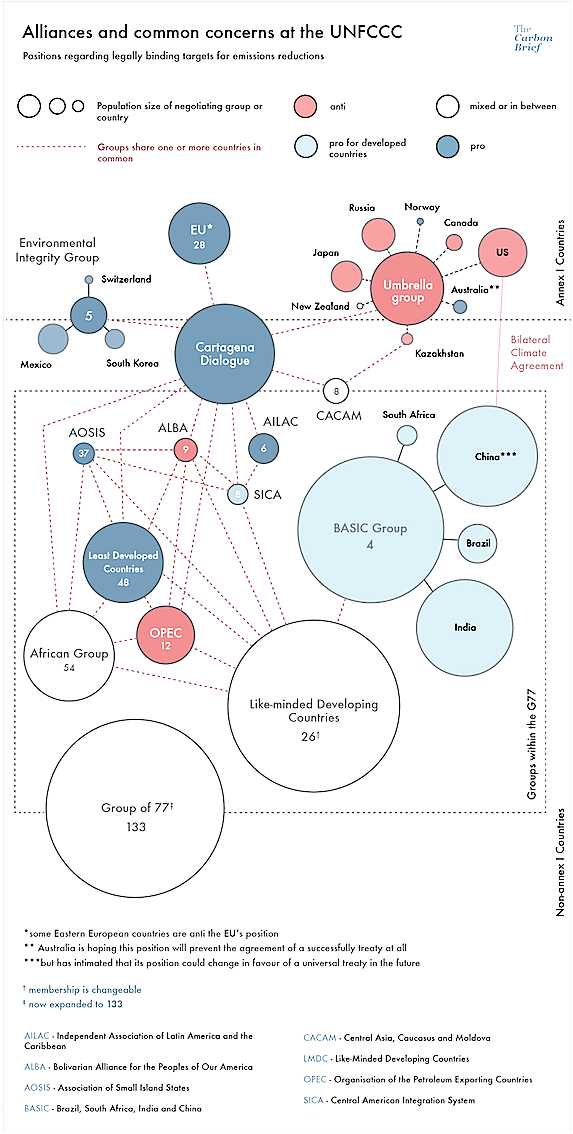 Alliances and common concerns at the UNFCCC
The
Carbon
Brief
Positions regarding legally binding targets for emissions reductions
Population size of negotiating group or
country
anti
mixed or in between
Groups share one or more countries in
common
pro for developed
countries
pro
Annex I Countries
EU*
28
Russia
Norway
Canada
US
Japan
Umbrella
group
Australia**
New Zealand
Kazakhstan
Environmental
Integrity Group
Switzerland
5
Mexico
South Korea
Cartagena
Dialogue
Bilateral
Climate
Agreement
8
CACAM
AOSIS
37
ALBA
9
AILAC
6
8
SICA
South Africa
China***
BASIC Group
4
Brazil
India
Least Developed
Countries
48
OPEC
12
African Group
54
Like-minded Developing
Countries
26†
Groups within the G77
Group of 77‡
133
Non-annex I Countries
*some Eastern European countries are anti the EU's position
** Australia is hoping this position will prevent the agreement of a successfully treaty at all
***but has intimated that its position could change in favour of a universal treaty in the future
† membership is changeable
‡ now expanded to 133
AILAC - Independent Association of Latin America and the
Caribbean
ALBA - Bolivarian Alliance for the Peoples of Our America
AOSIS - Association of Small Island States
BASIC - Brazil, South Africa, India and China
CACAM - Central Asia, Caucasus and Moldova
LMDC - Like-Minded Developing Countries
OPEC - Organisation of the Petroleum Exporting Countries
SICA - Central American Integration System